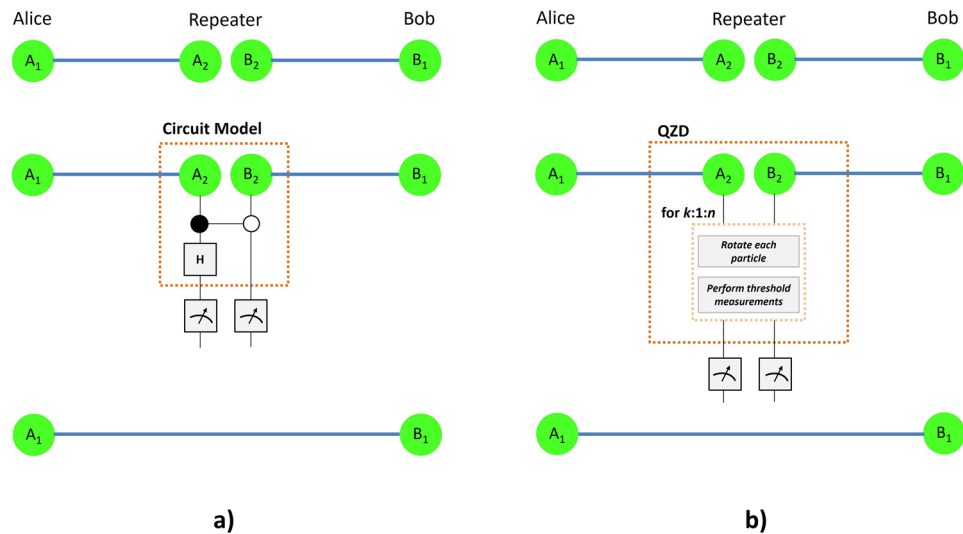 Alice Repeater Bob Alice Repeater Bob
A1 A2 B2 B1 A1 A2 B2 B1
Circuit Model QZD
A1 A2 B2 B1 A1 A2 B2 B1
for k:1:n
H
Rotate each
particle
Perform threshold
measurements
A1 B1 A1 B1
a) b)